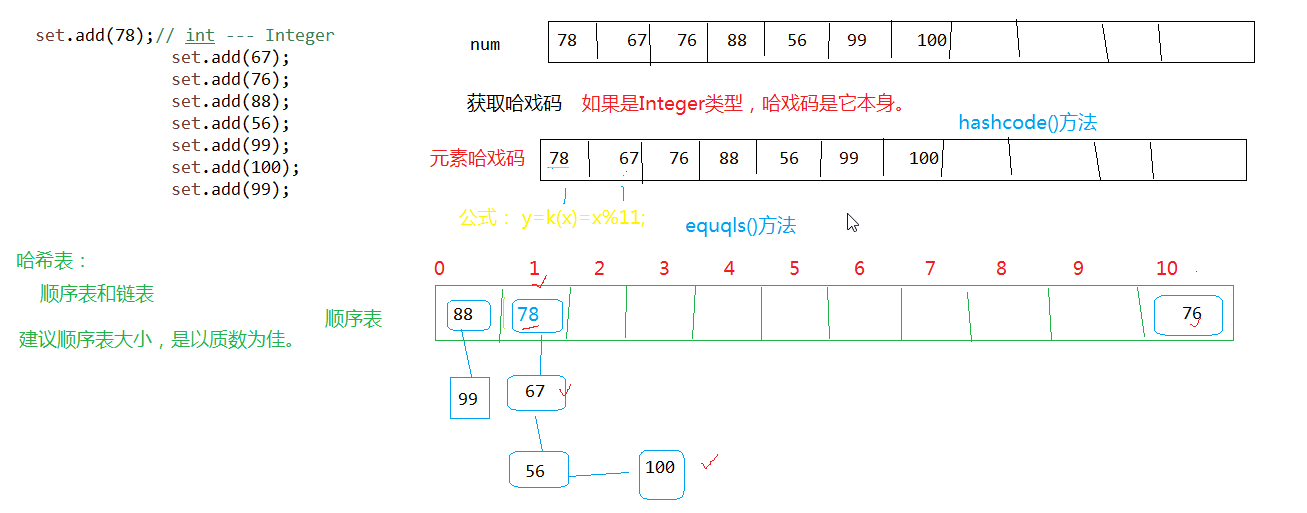 set.add(78);// int --- Integer
set.add(67);
set.add(76);
set.add(88);
set.add(56);
set.add(99);
set.add(100);
set.add(99);
num 78 67 76 88 56 99 100
获取哈戏码 如果是Integer类型，哈戏码是它本身。
hashcode()方法
元素哈戏码 78 67 76 88 56 99 100
公式： y=k(x)=x%11;
equqls()方法
哈希表：
顺序表和链表
建议顺序表大小，是以质数为佳。
0 1 2 3 4 5 6 7 8 9 10
顺序表 88 78 76
99 67
56 100